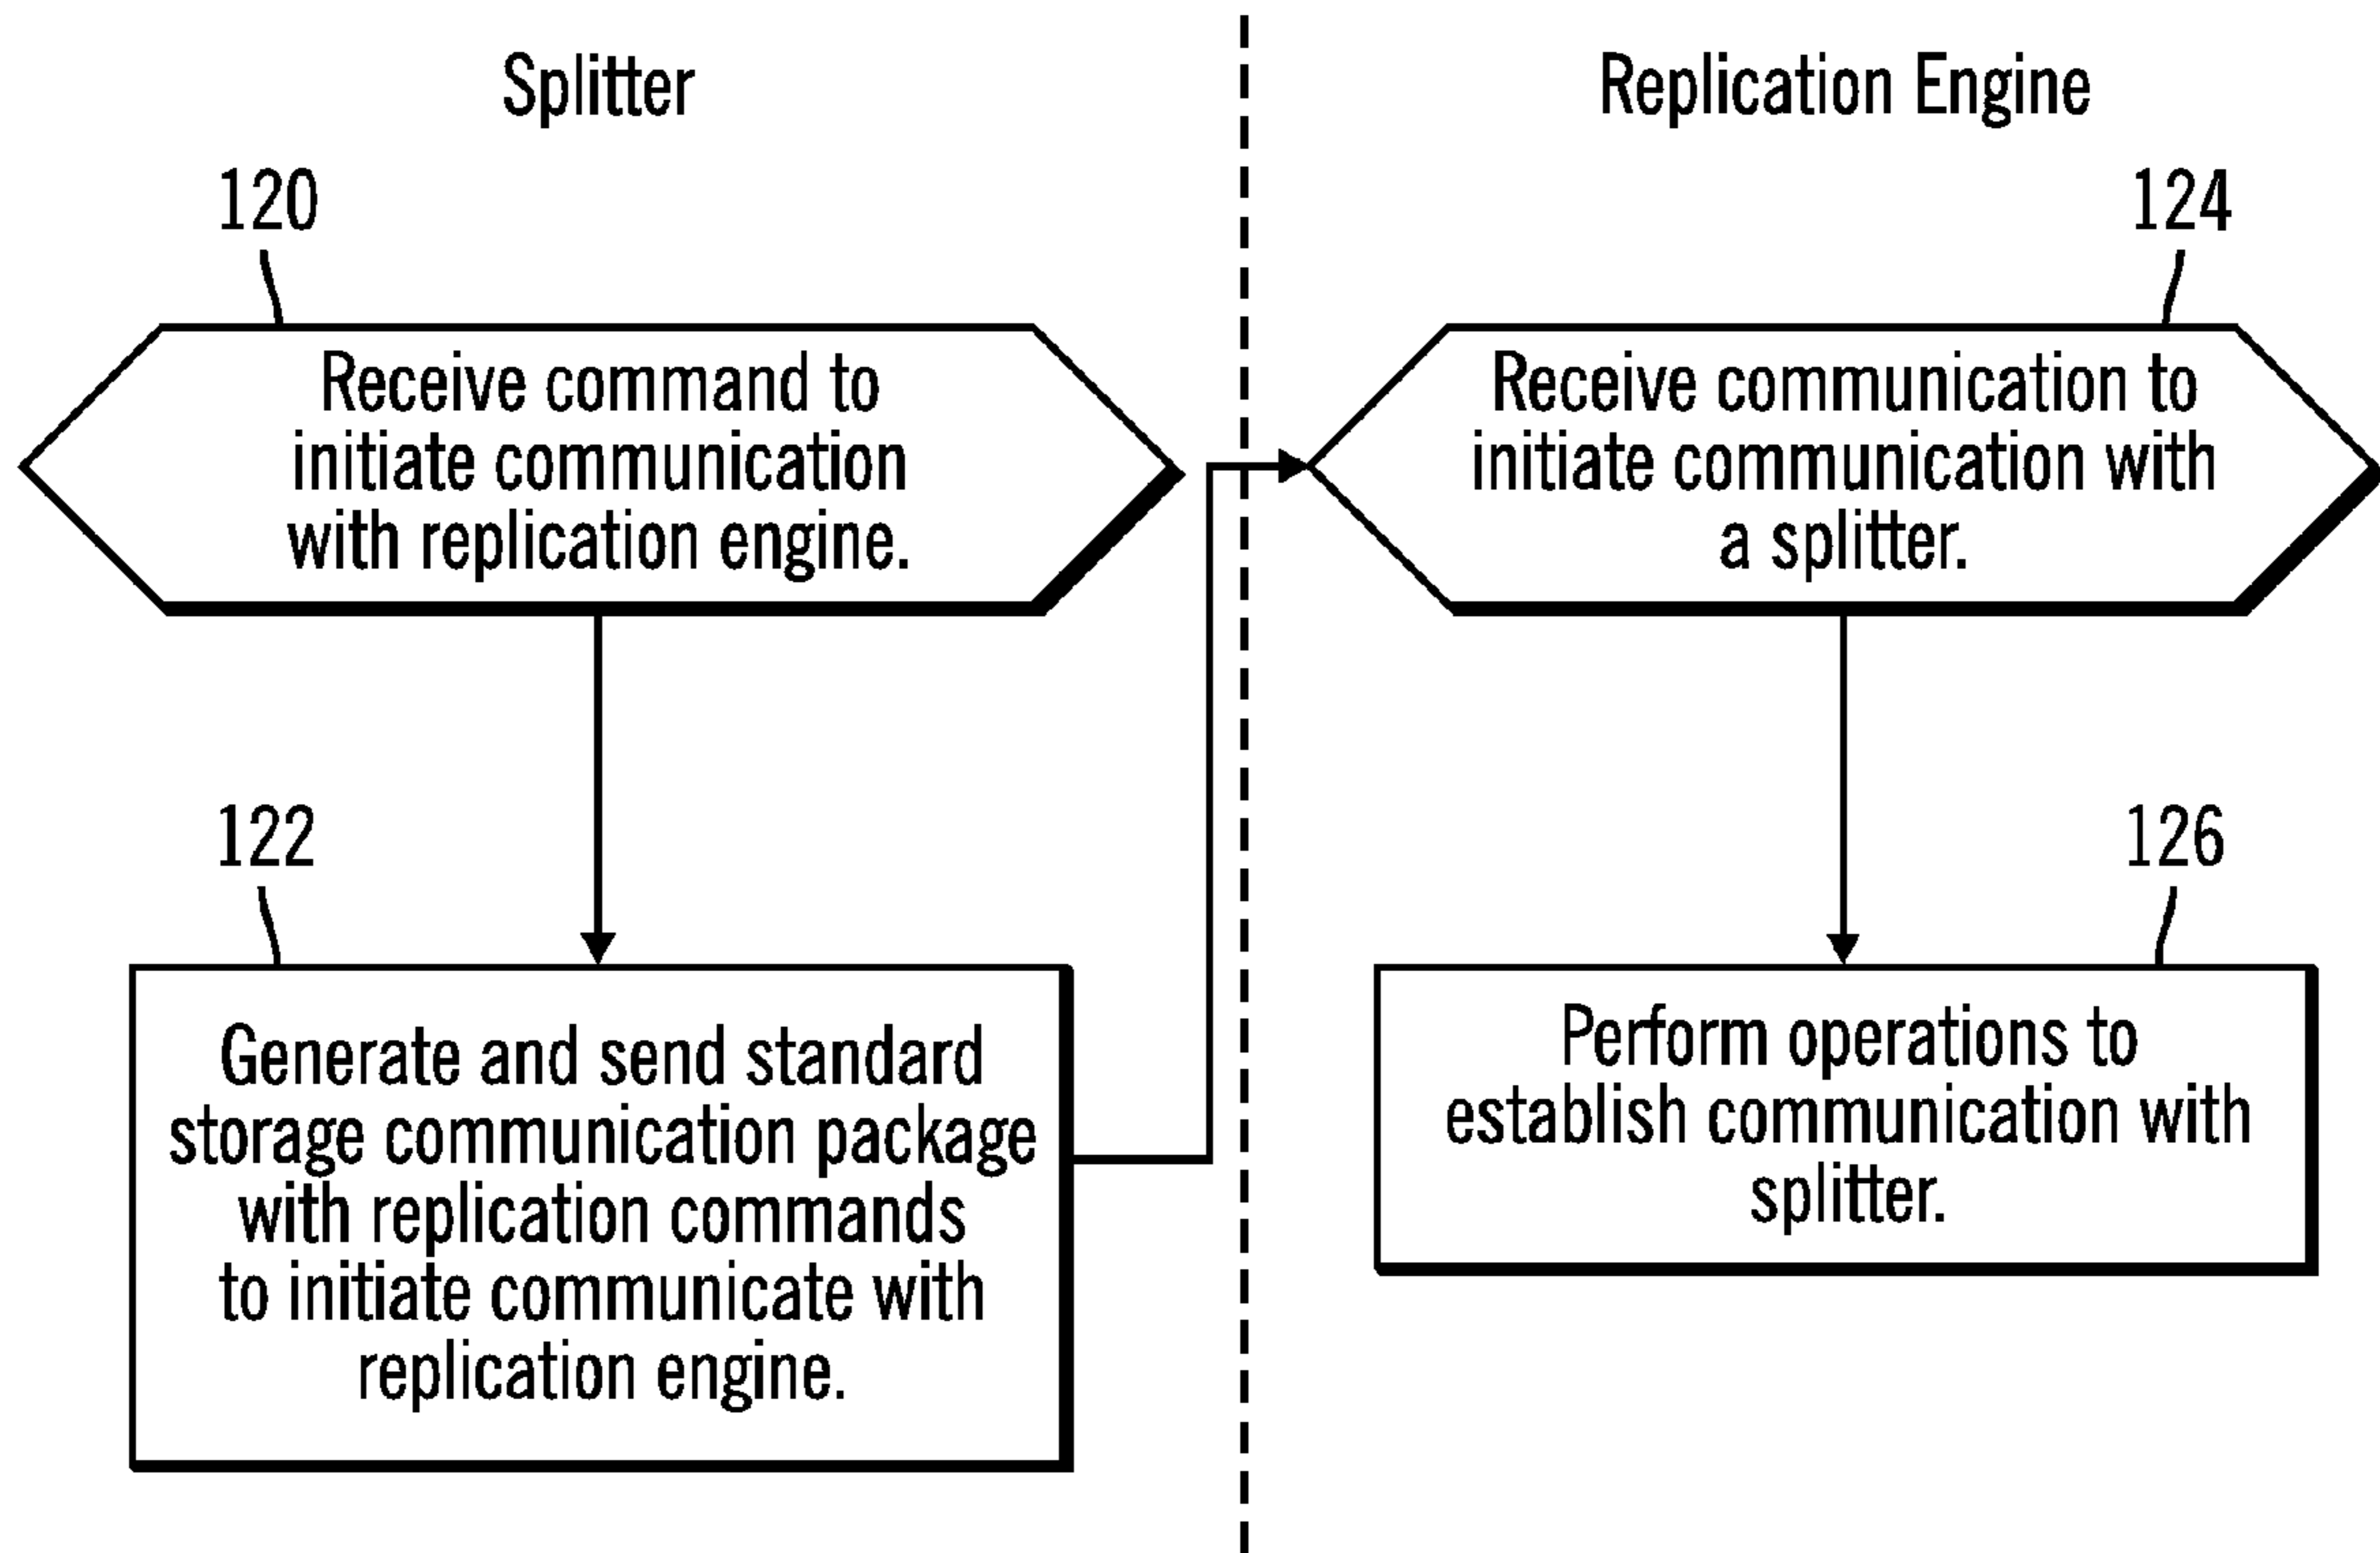 Splitter
120
Receive command to
initiate communication
with replication engine.
122
Generate and send standard
storage communication package
with replication commands
to initiate communicate with
replication engine.
Replication Engine
124
Receive communication to
initiate communication with
a splitter.
126
Perform operations to
establish communication with
splitter.